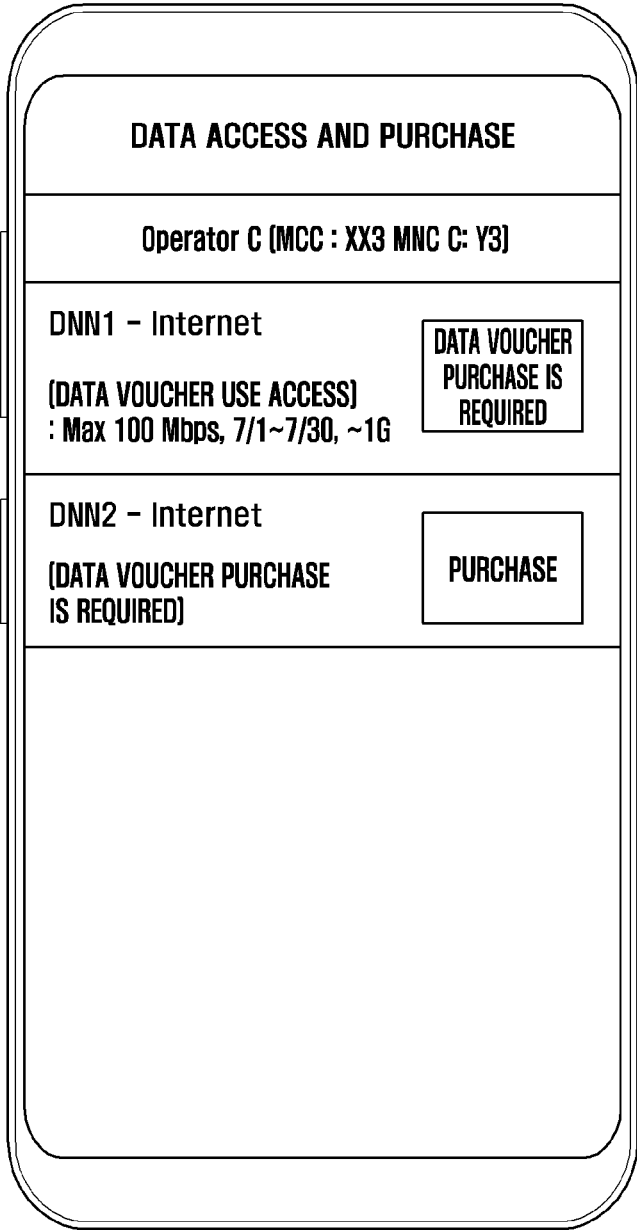 DATA ACCESS AND PURCHASE
Operator C (MCC : XX3 MNC C: Y3)
DNN1 - Internet
(DATA VOUCHER USE ACCESS)
: Max 100 Mbps, 7/1~7/30, ~1G
DATA VOUCHER
PURCHASE IS
REQUIRED
DNN2 - Internet
(DATA VOUCHER PURCHASE
IS REQUIRED)
PURCHASE